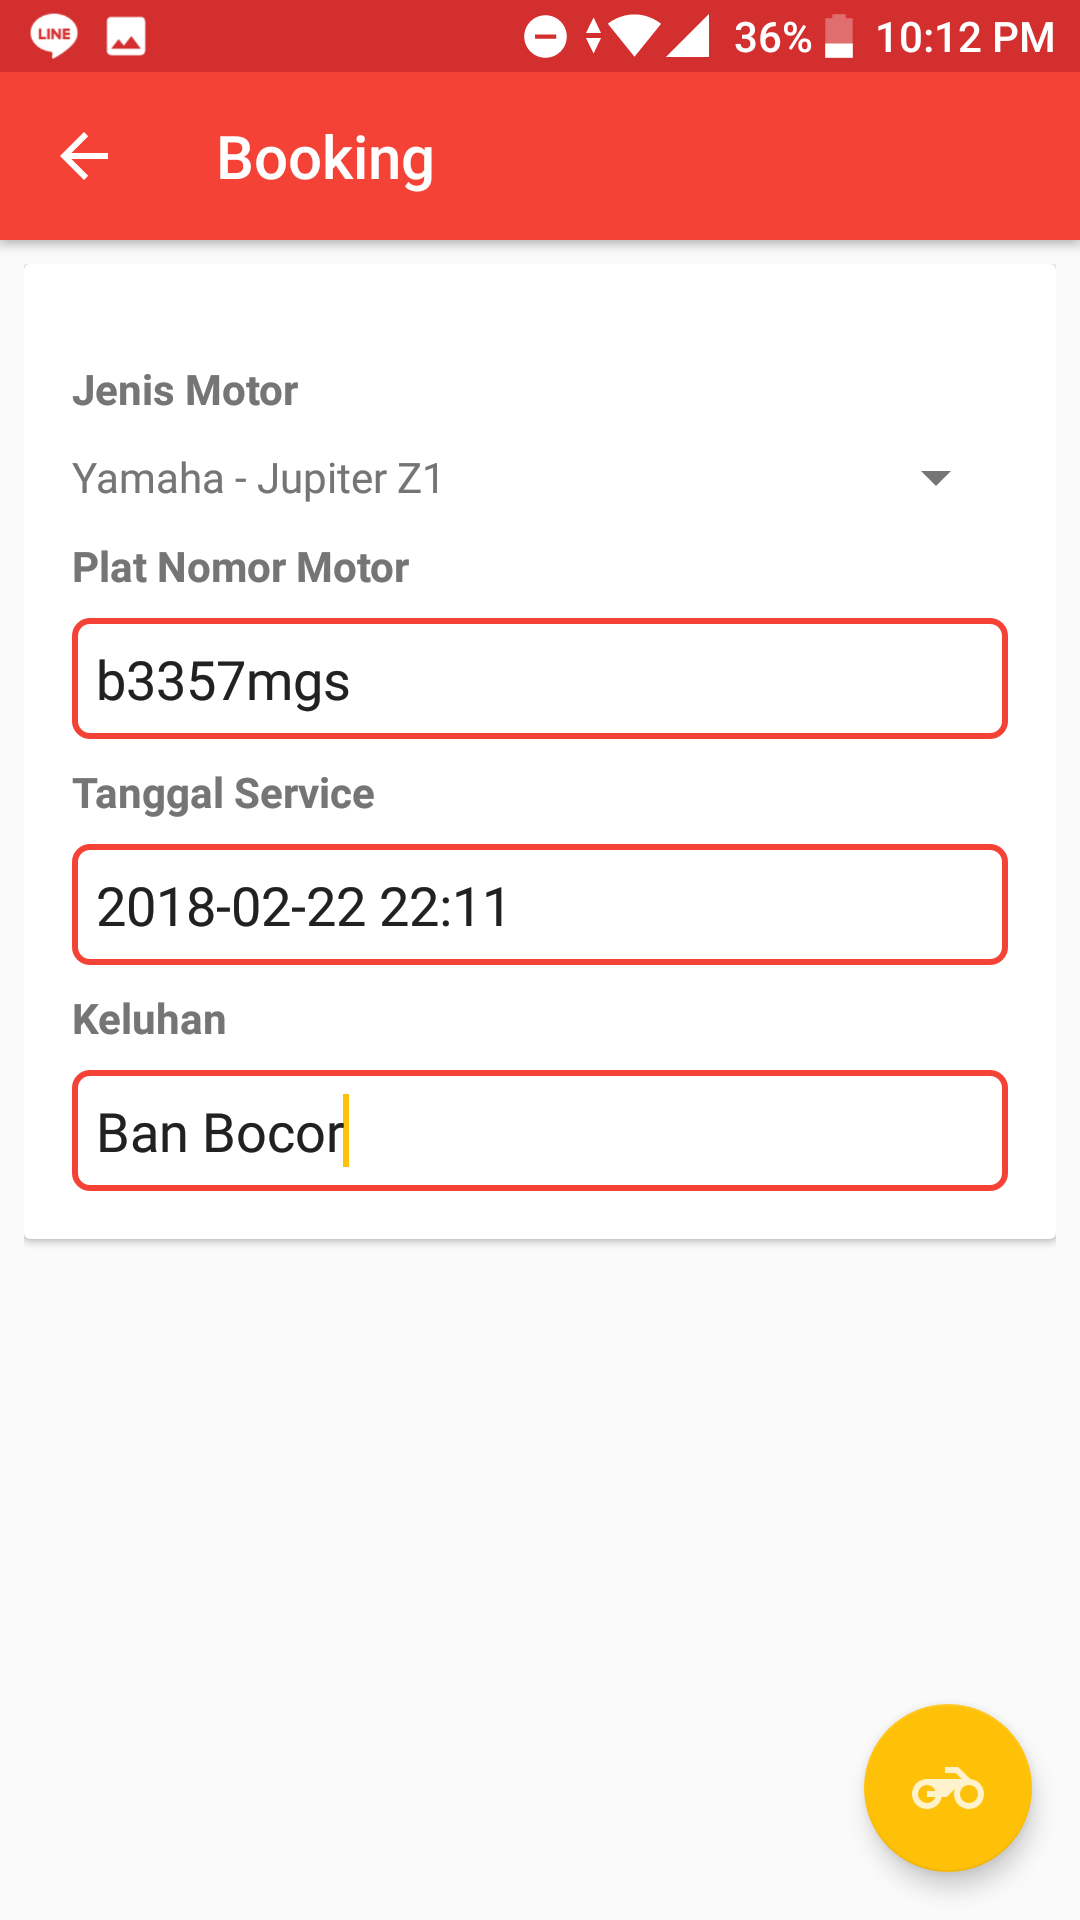 LINE 36% 10:12 PM
Booking
Jenis Motor
Yamaha - Jupiter Z1
Plat Nomor Motor
b3357mgs
Tanggal Service
2018-02-22 22:11
Keluhan
Ban Bocor